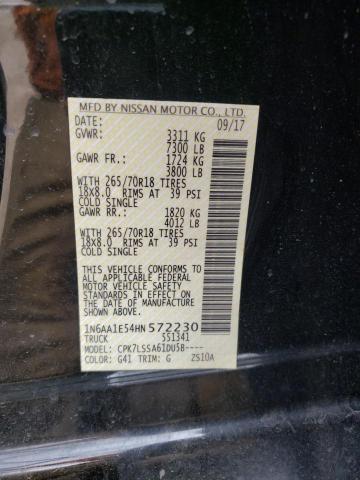 MFD BY NISSAN MOTOR CO., LTD.
DATE: 09/17
GVWR: 3311 KG
7300 LB
GAWR FR.: 1724 KG
3800 LB
WITH 265/70R18 TIRES
18X8.0 RIMS AT 39 PSI
COLD SINGLE
GAWR RR.: 1820 KG
4012 LB
WITH 265/70R18 TIRES
18X8.0 RIMS AT 39 PSI
COLD SINGLE
THIS VEHICLE CONFORMS TO ALL
APPLICABLE FEDERAL MOTOR
VEHICLE SAFETY STANDARDS
IN EFFECT ON THE DATE OF
MANUFACTURE SHOWN ABOVE.
1N6AA1E54HN572230
TRUCK 551341
MODEL: CPK7LSSA61DU5B----
COLOR: G41 TRIM: G ZS10A